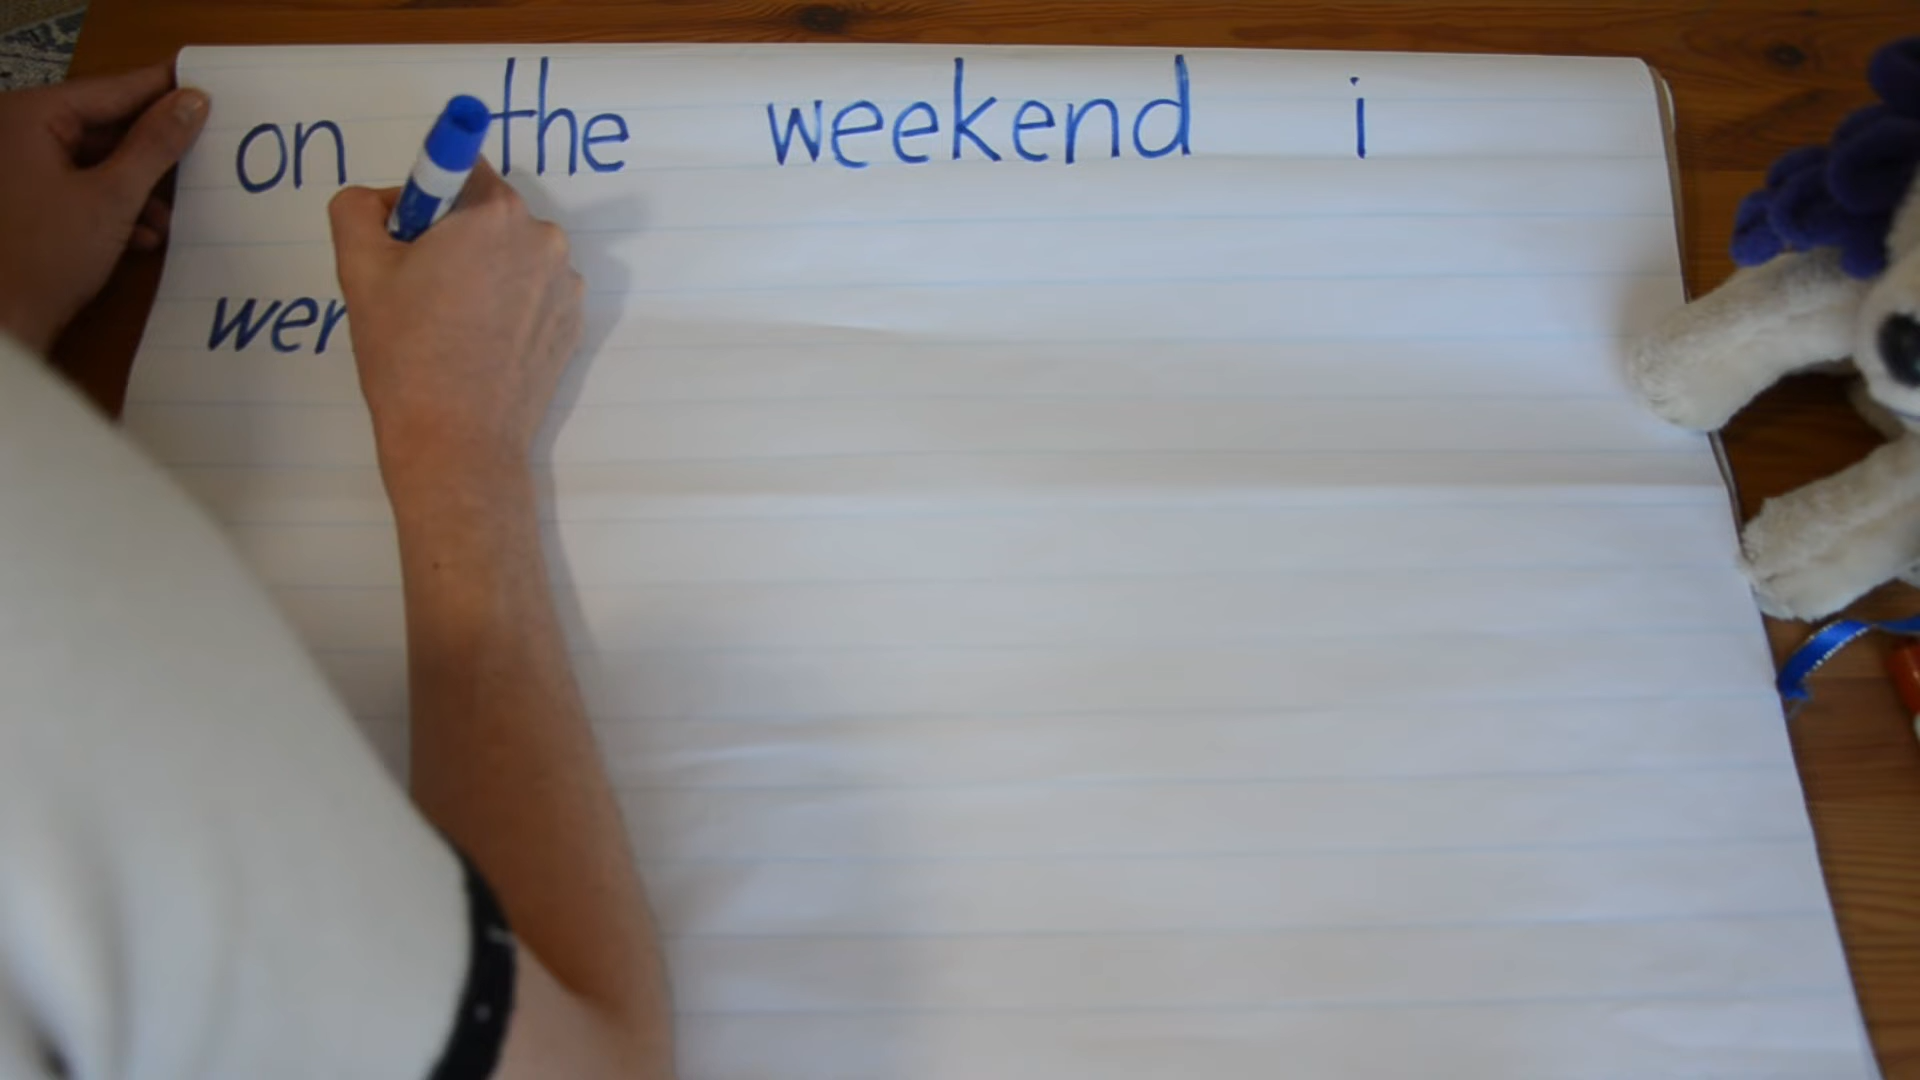 on the weekend i